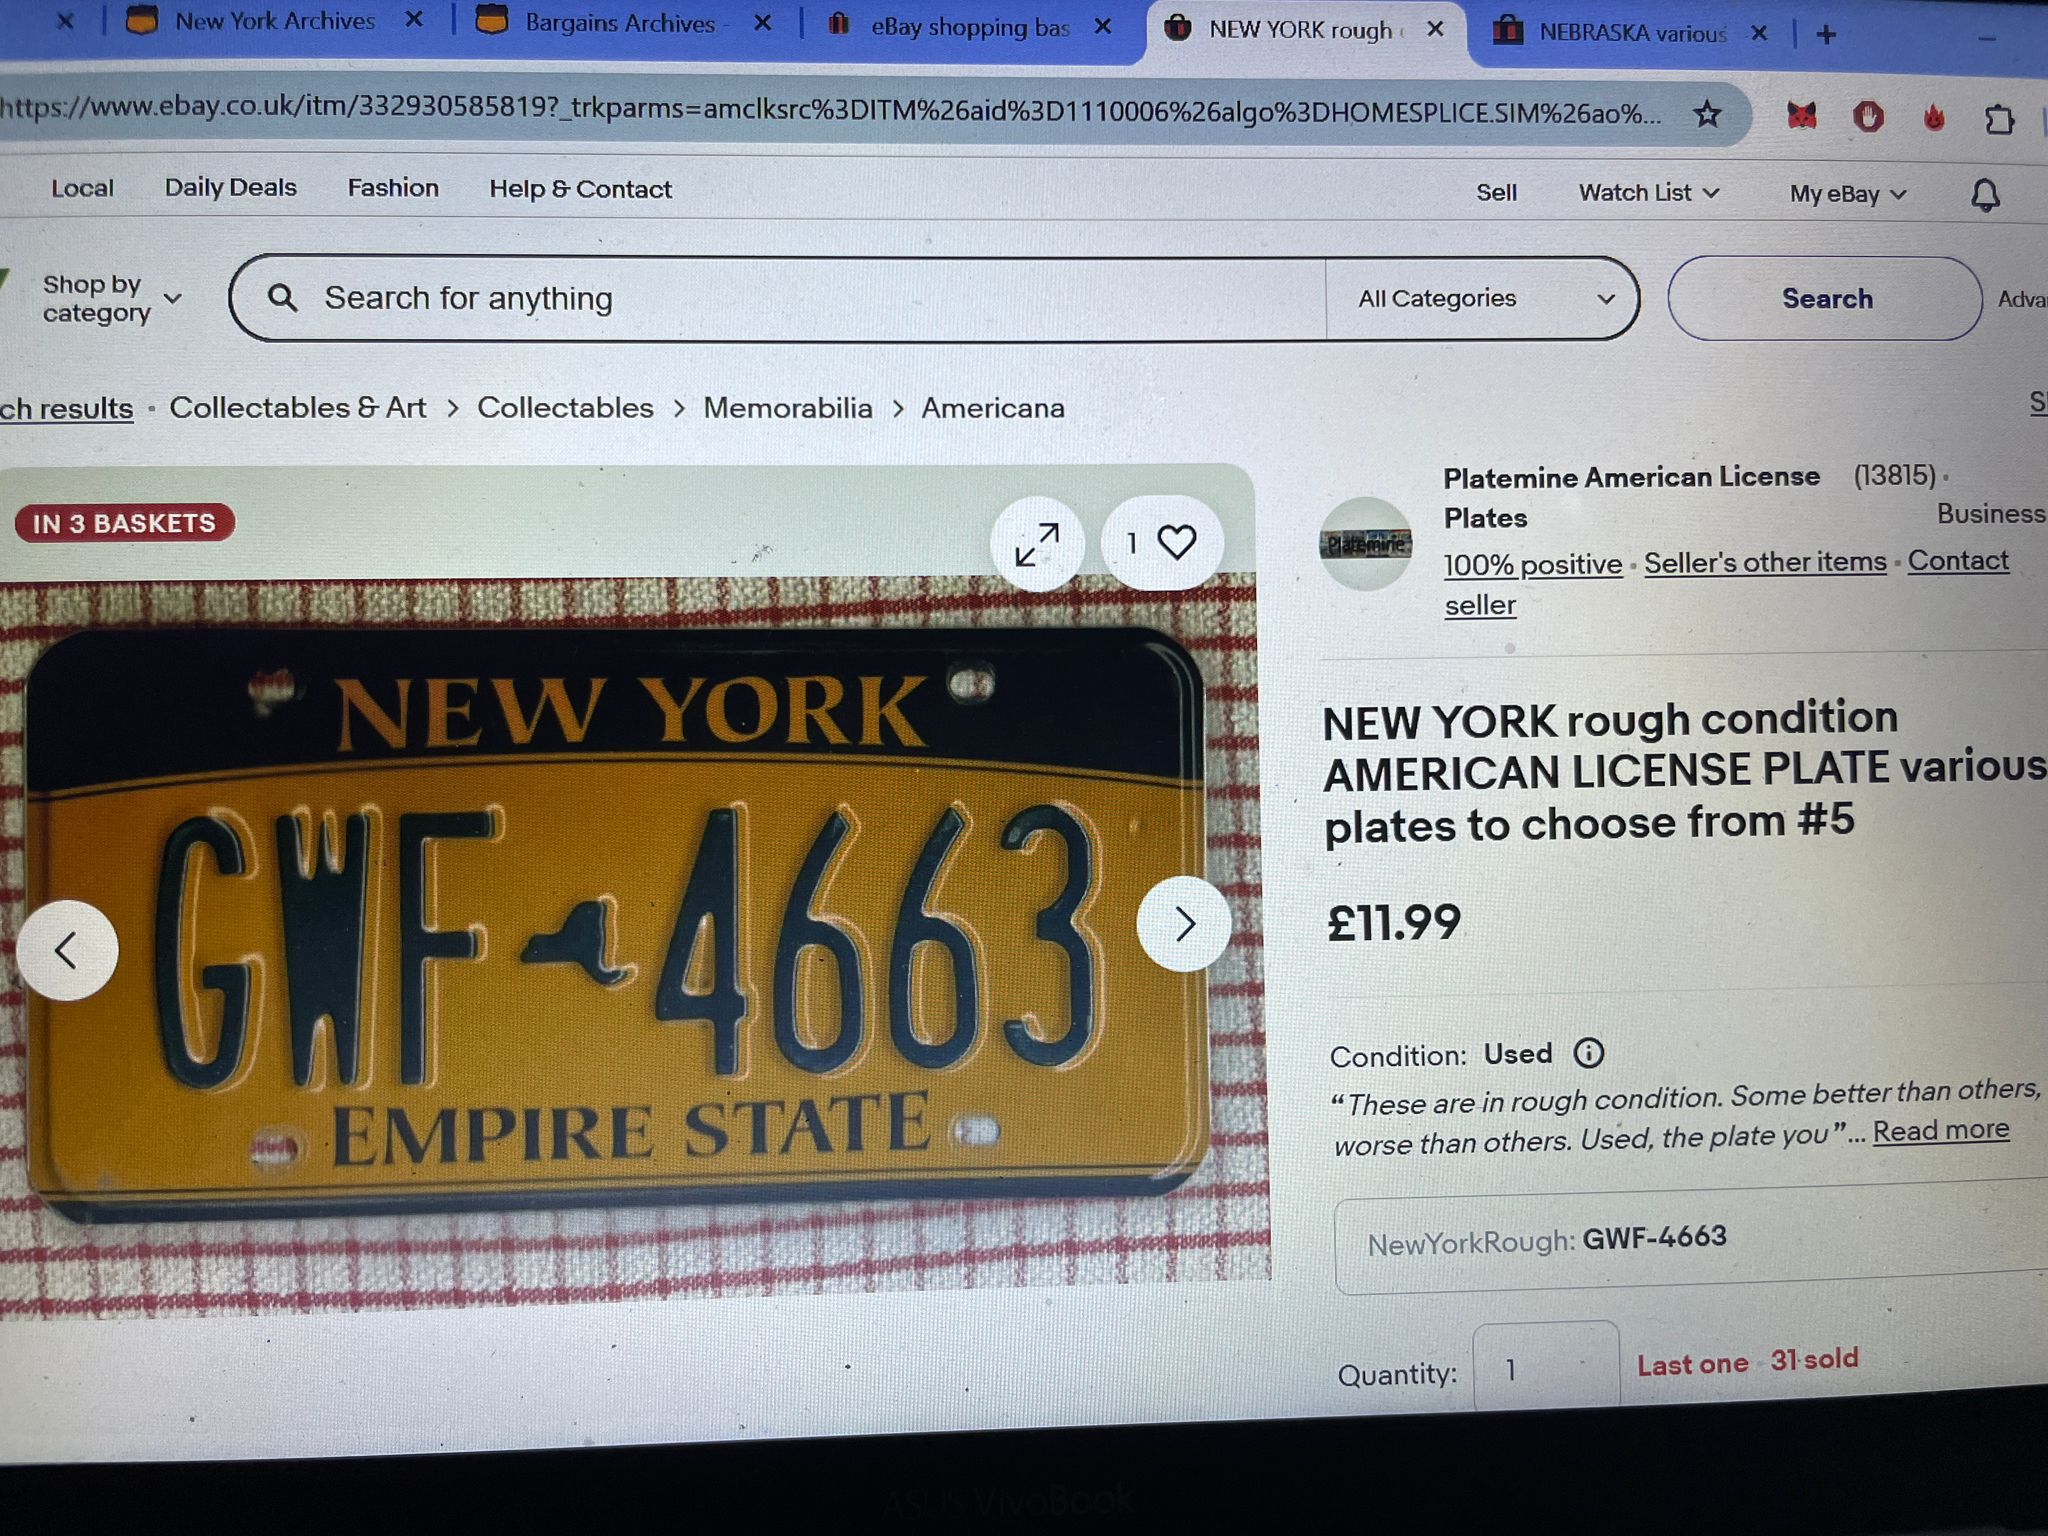 New York Archives
Bargains Archives -
eBay shopping bas
NEW YORK rough
NEBRASKA various
https://www.ebay.co.uk/itm/332930585819?_trkparms=amclksrc%3DITM%26aid%3D1110006%26algo%3DHOMESPLICE.SIM%26ao%...
Local Daily Deals Fashion Help & Contact
Sell Watch List My eBay
Shop by
category
Search for anything
All Categories
Search
Adva
ch results · Collectables & Art > Collectables > Memorabilia > Americana
IN 3 BASKETS
1
NEW YORK
GWF 4663
EMPIRE STATE
Platemine
Platemine American License (13815) ·
Plates
Business
100% positive · Seller's other items · Contact
seller
NEW YORK rough condition
AMERICAN LICENSE PLATE various
plates to choose from #5
£11.99
Condition: Used
“These are in rough condition. Some better than others,
worse than others. Used, the plate you”... Read more
NewYorkRough: GWF-4663
Quantity: 1 Last one · 31 sold
ASUS VivoBook